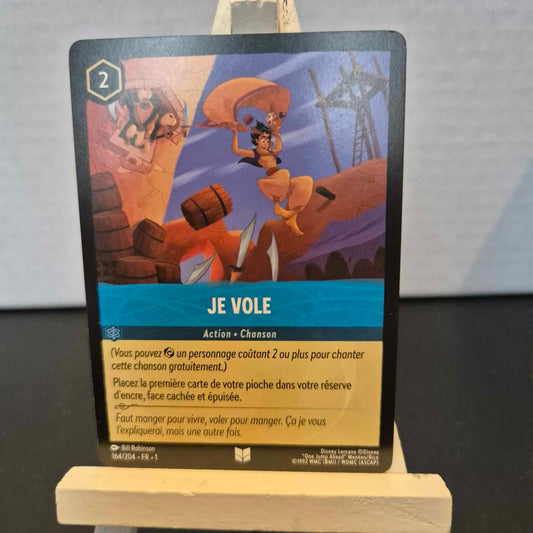 2
JE VOLE
Action • Chanson
(Vous pouvez un personnage coûtant 2 ou plus pour chanter
cette chanson gratuitement.)
Placez la première carte de votre pioche dans votre réserve
d'encre, face cachée et épuisée.
Faut manger pour vivre, voler pour manger. Ça je vous
l'expliquerai, mais une autre fois.
Bill Robinson
164/204 • FR • 1
Disney Lorcana ©Disney
"One Jump Ahead" Menken/Rice
©1992 WMC (BMI) | WOMC (ASCAP)